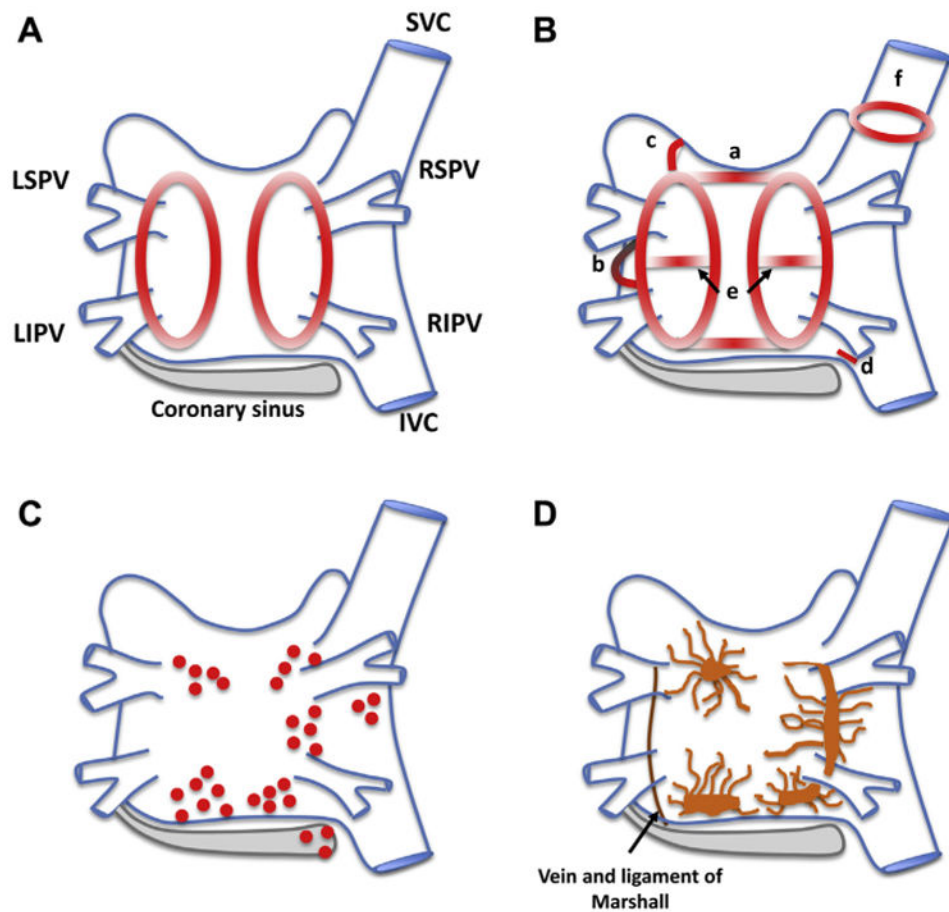 A
SVC
LSPV
RSPV
LIPV
RIPV
Coronary sinus
IVC
B
f
c
a
b
e
d
C
D
Vein and ligament of
Marshall